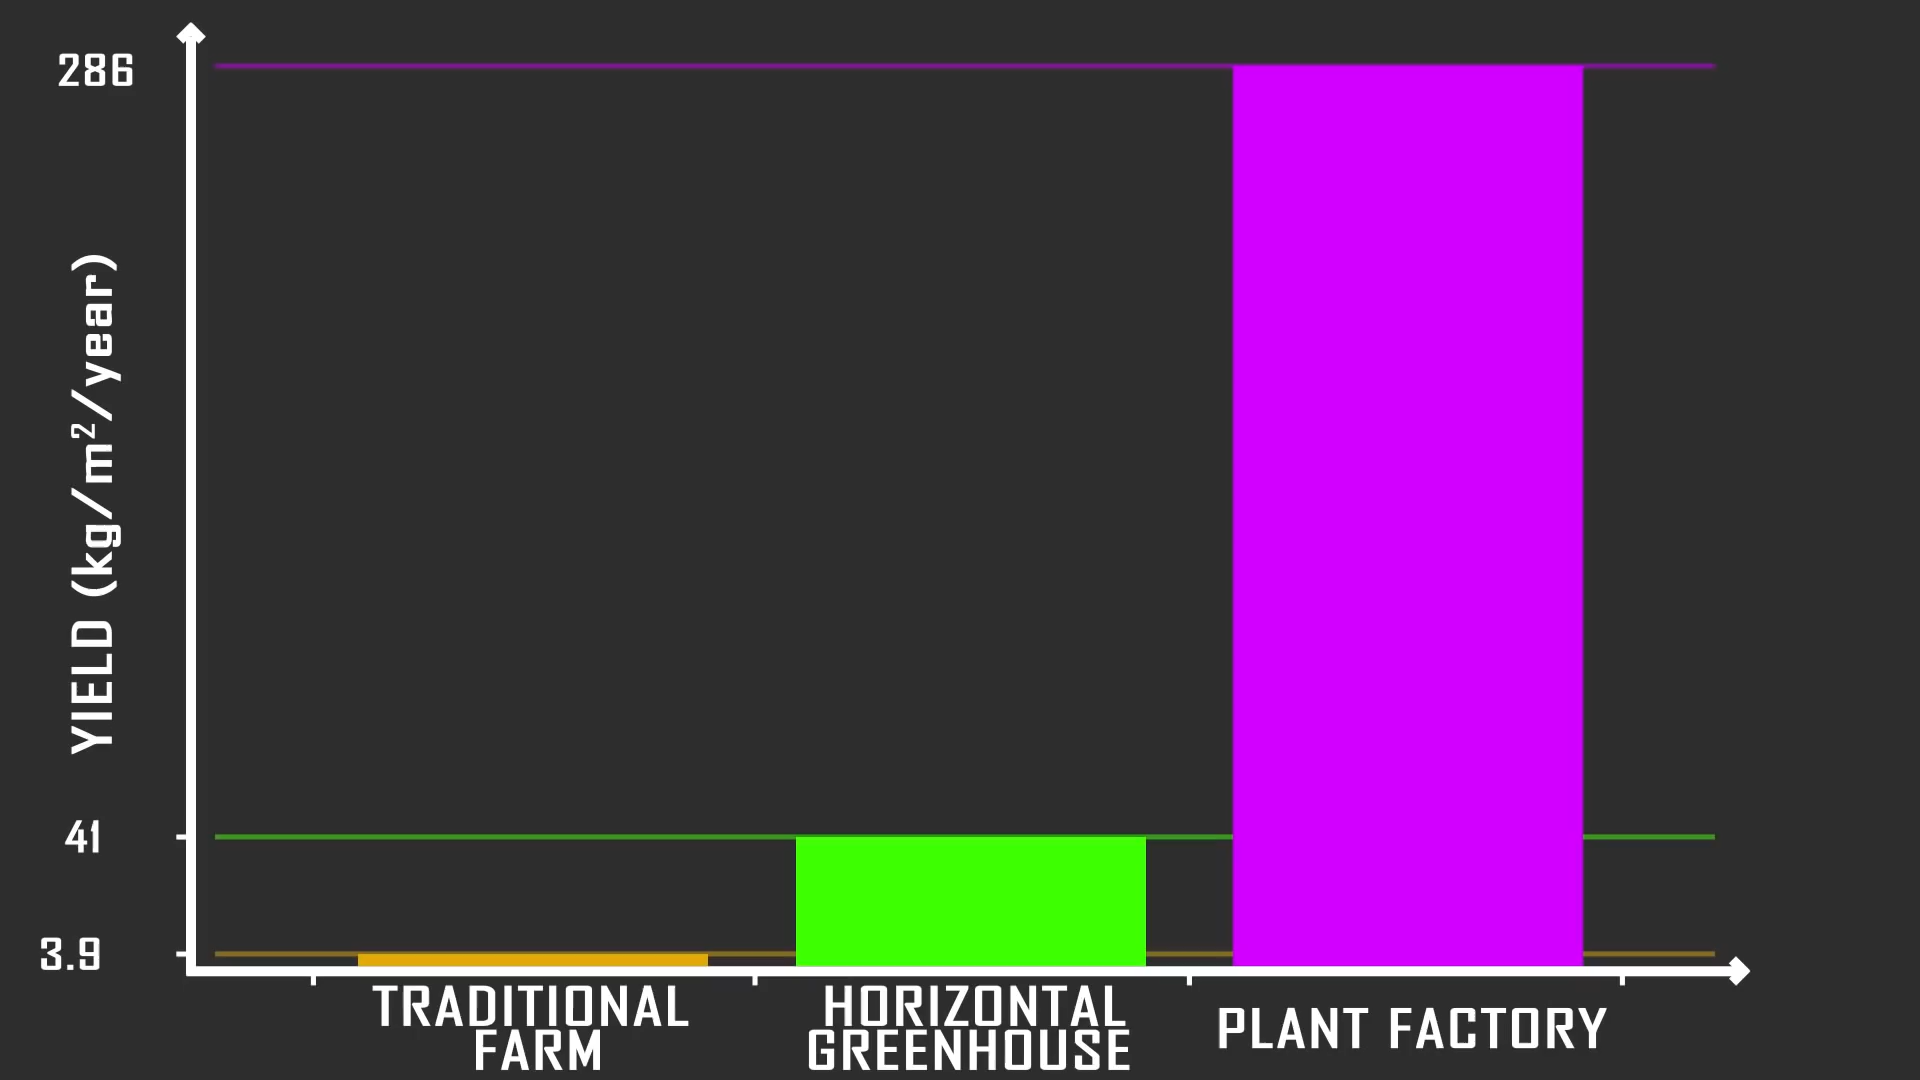 286
YIELD (kg/m²/year)
41
3.9
TRADITIONAL
FARM
HORIZONTAL
GREENHOUSE
PLANT FACTORY